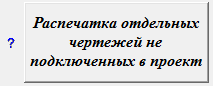 Распечатка отдельных
? чертежей не
подключенных в проект